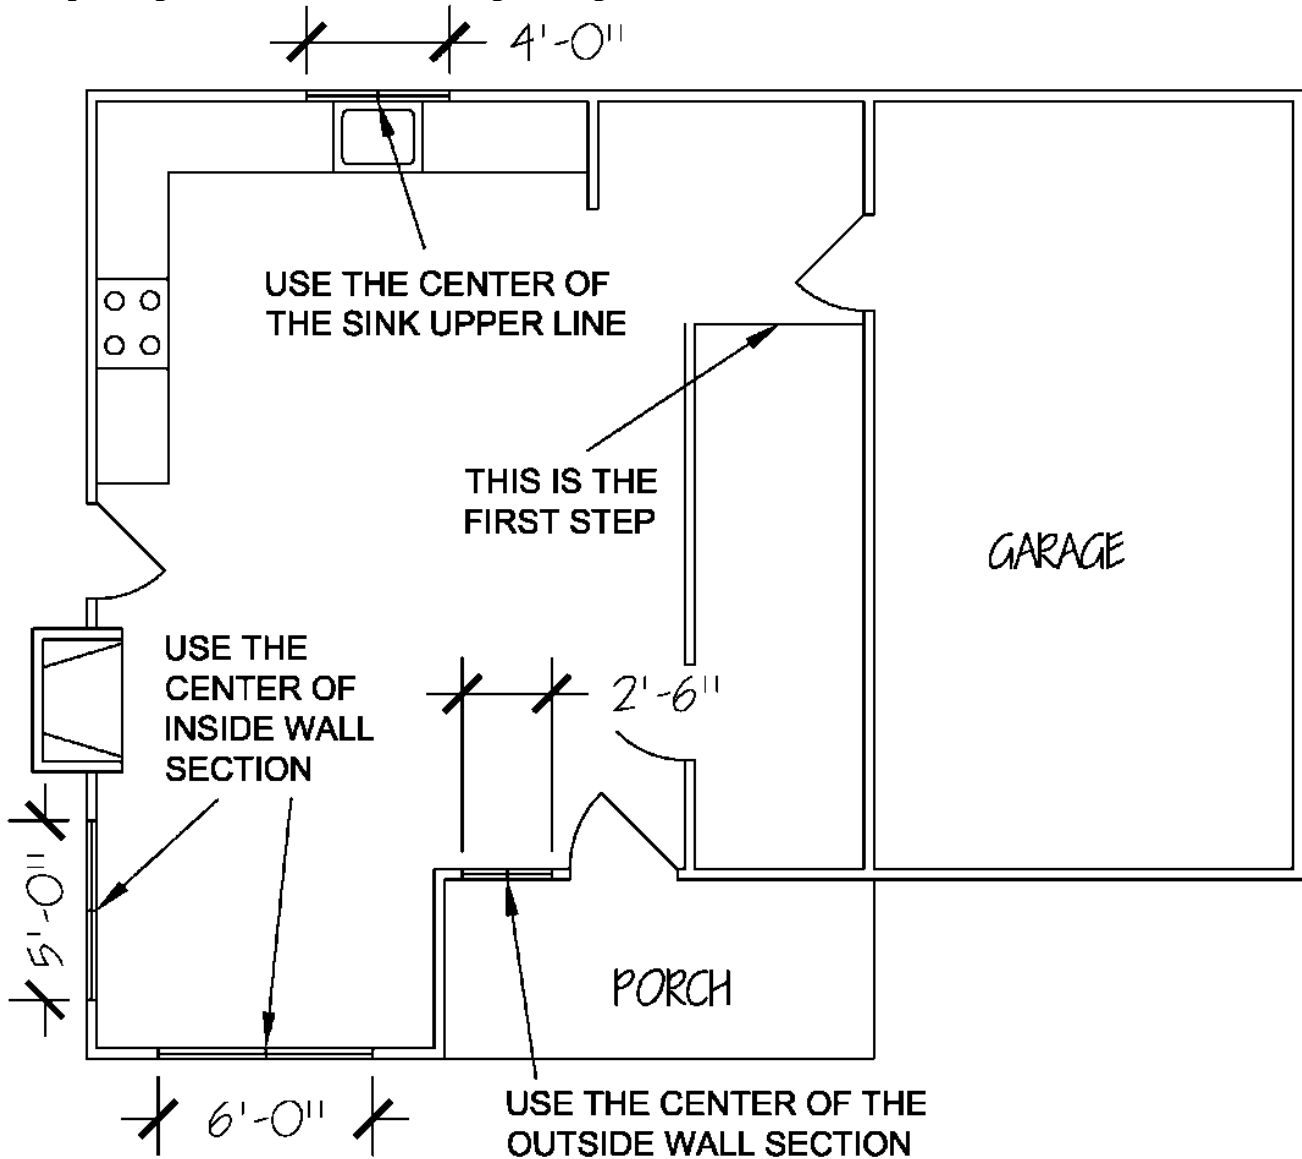 4'-0"
USE THE CENTER OF
THE SINK UPPER LINE
THIS IS THE
FIRST STEP
GARAGE
USE THE
CENTER OF
INSIDE WALL
SECTION
2'-6"
5'-0"
PORCH
6'-0"
USE THE CENTER OF THE
OUTSIDE WALL SECTION